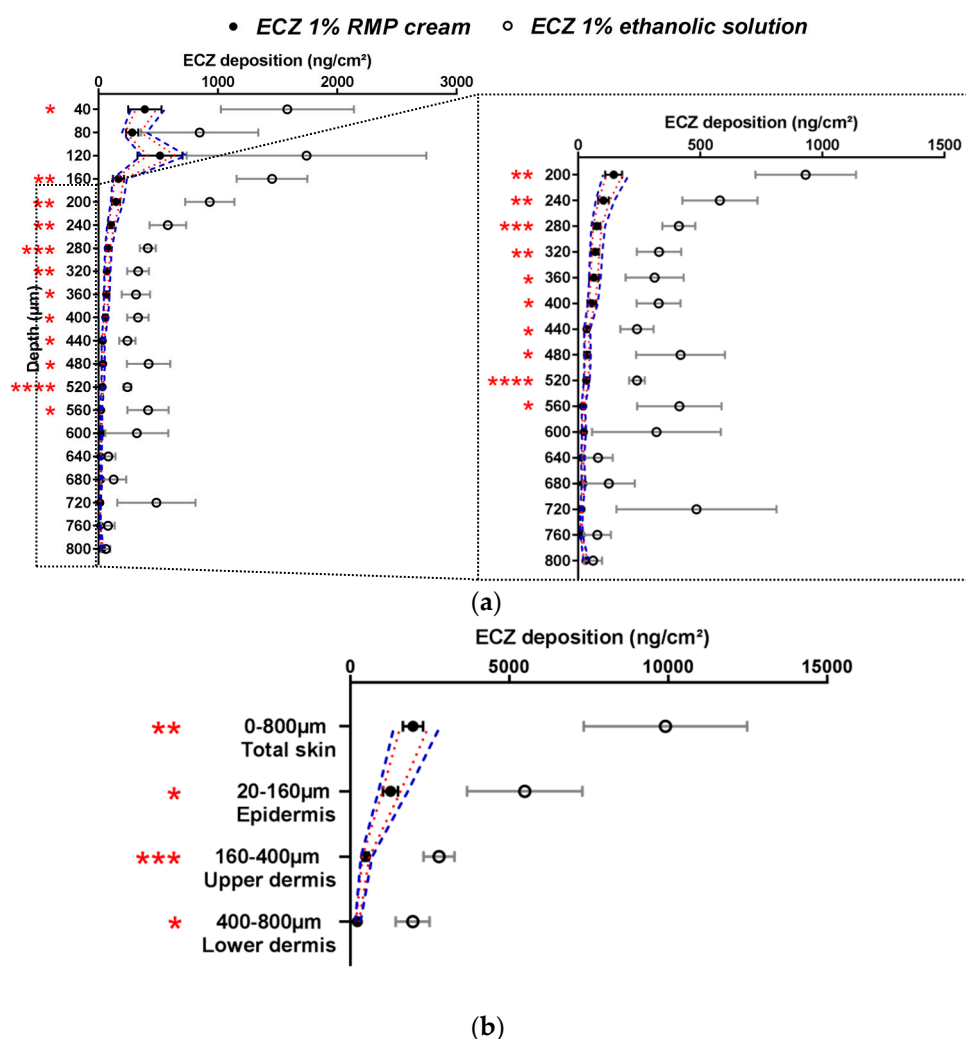 ● ECZ 1% RMP cream ○ ECZ 1% ethanolic solution
ECZ deposition (ng/cm²)
0 1000 2000 3000
Depth (µm)
* 40
80
120
** 160
** 200
** 240
*** 280
** 320
* 360
* 400
* 440
* 480
**** 520
* 560
600
640
680
720
760
800
ECZ deposition (ng/cm²)
0 500 1000 1500
** 200
** 240
*** 280
** 320
* 360
* 400
* 440
* 480
**** 520
* 560
600
640
680
720
760
800
(a)
ECZ deposition (ng/cm²)
0 5000 10000 15000
** 0-800µm
Total skin
* 20-160µm
Epidermis
*** 160-400µm
Upper dermis
* 400-800µm
Lower dermis
(b)